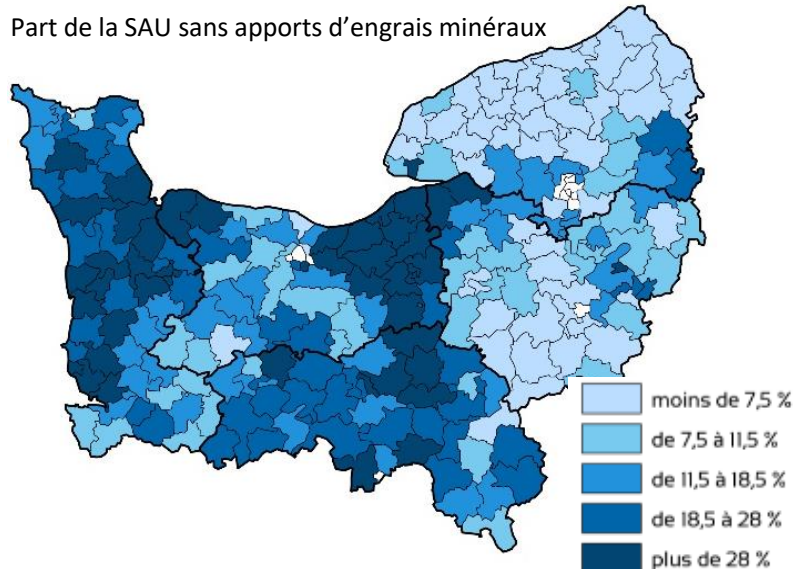 Part de la SAU sans apports d’engrais minéraux
moins de 7,5 %
de 7,5 à 11,5 %
de 11,5 à 18,5 %
de 18,5 à 28 %
plus de 28 %